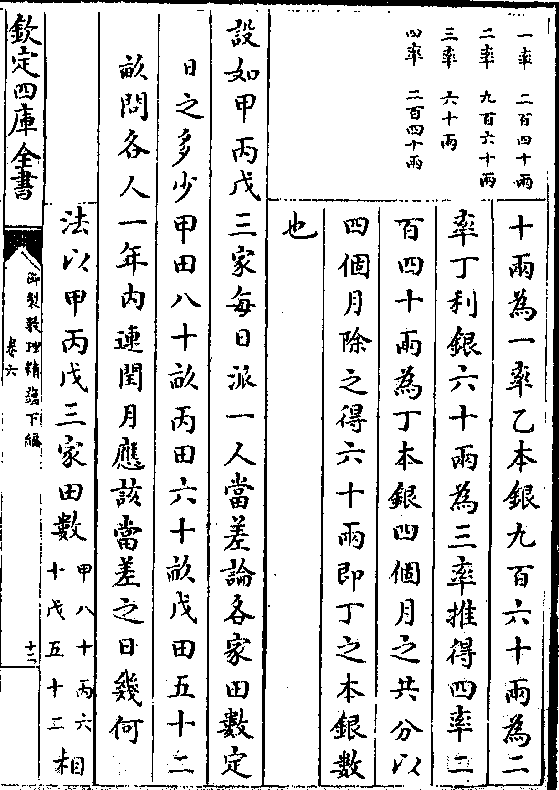 一率　二百四十兩
二率　九百六十兩
三率　六十兩
四率　二百四十兩
十兩為一率乙本銀九百六十兩為二
率丁利銀六十兩為三率推得四率二
百四十兩為丁本銀四個月之共分以
四個月除之得六十兩即丁之本銀數
也
設如甲丙戊三家每日派一人當差論各家田數定
日之多少甲田八十畝丙田六十畝戊田五十二
畝問各人一年内連閏月應該當差之日幾何
法以甲丙戊三家田數甲八十丙六十戊五十二相
欽定四庫全書
御製數理精藴下編
卷六
十二